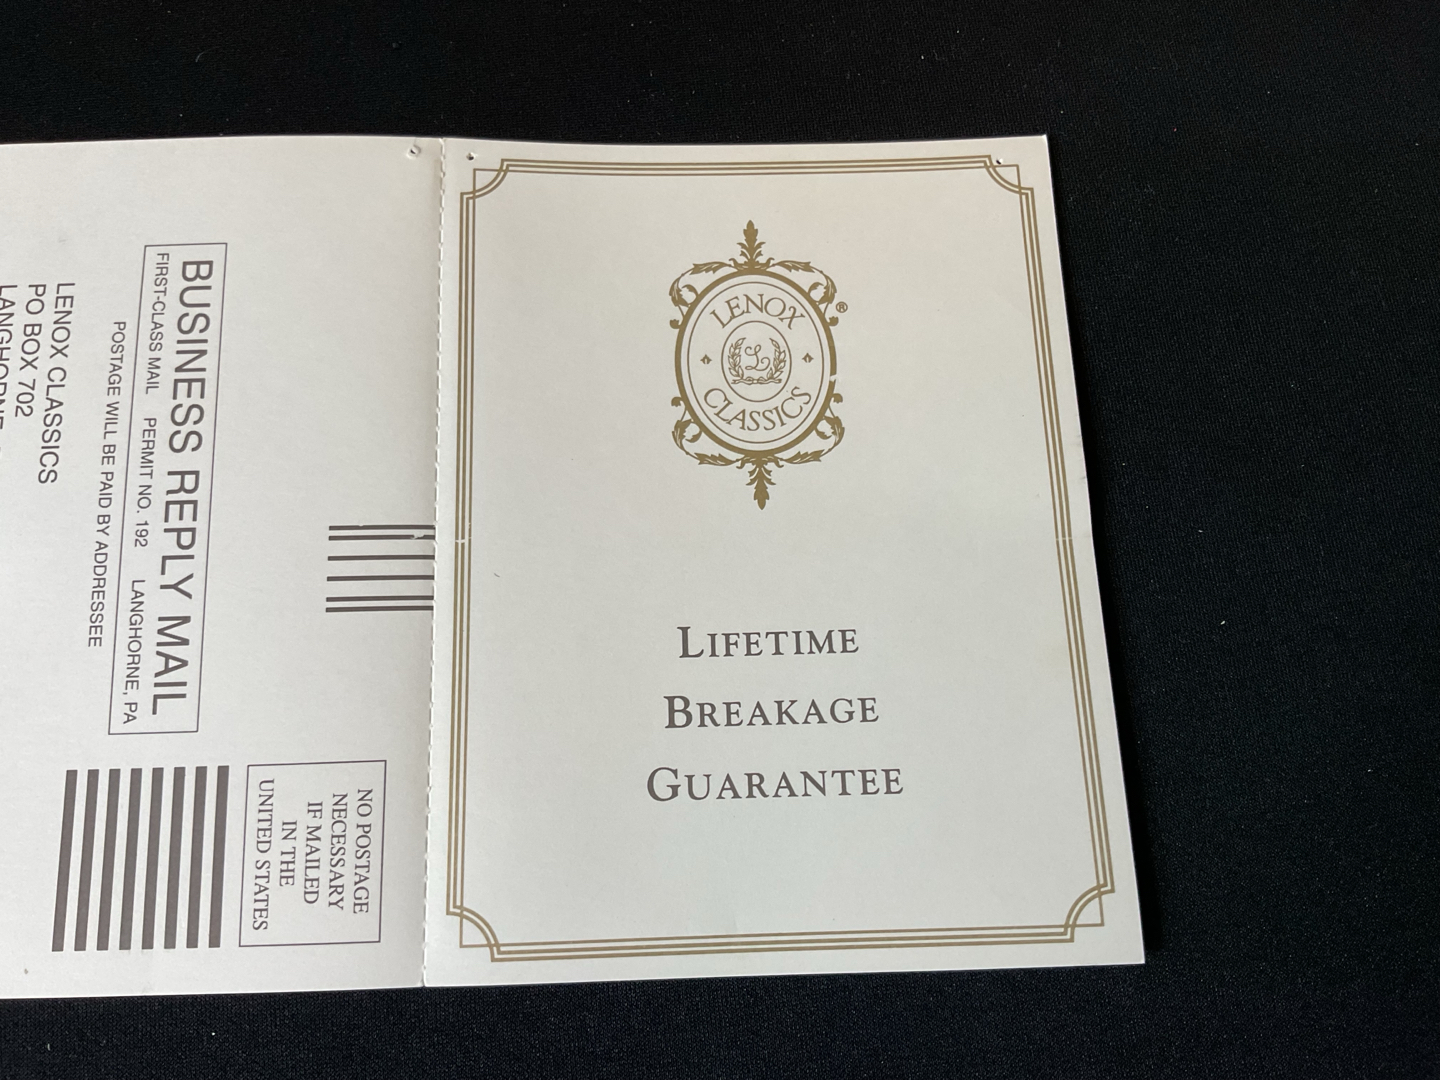 BUSINESS REPLY MAIL
FIRST-CLASS MAIL PERMIT NO. 192 LANGHORNE, PA
POSTAGE WILL BE PAID BY ADDRESSEE
LENOX CLASSICS
PO BOX 702
NO POSTAGE
NECESSARY
IF MAILED
IN THE
UNITED STATES
LENOX
L
CLASSICS
®
LIFETIME
BREAKAGE
GUARANTEE